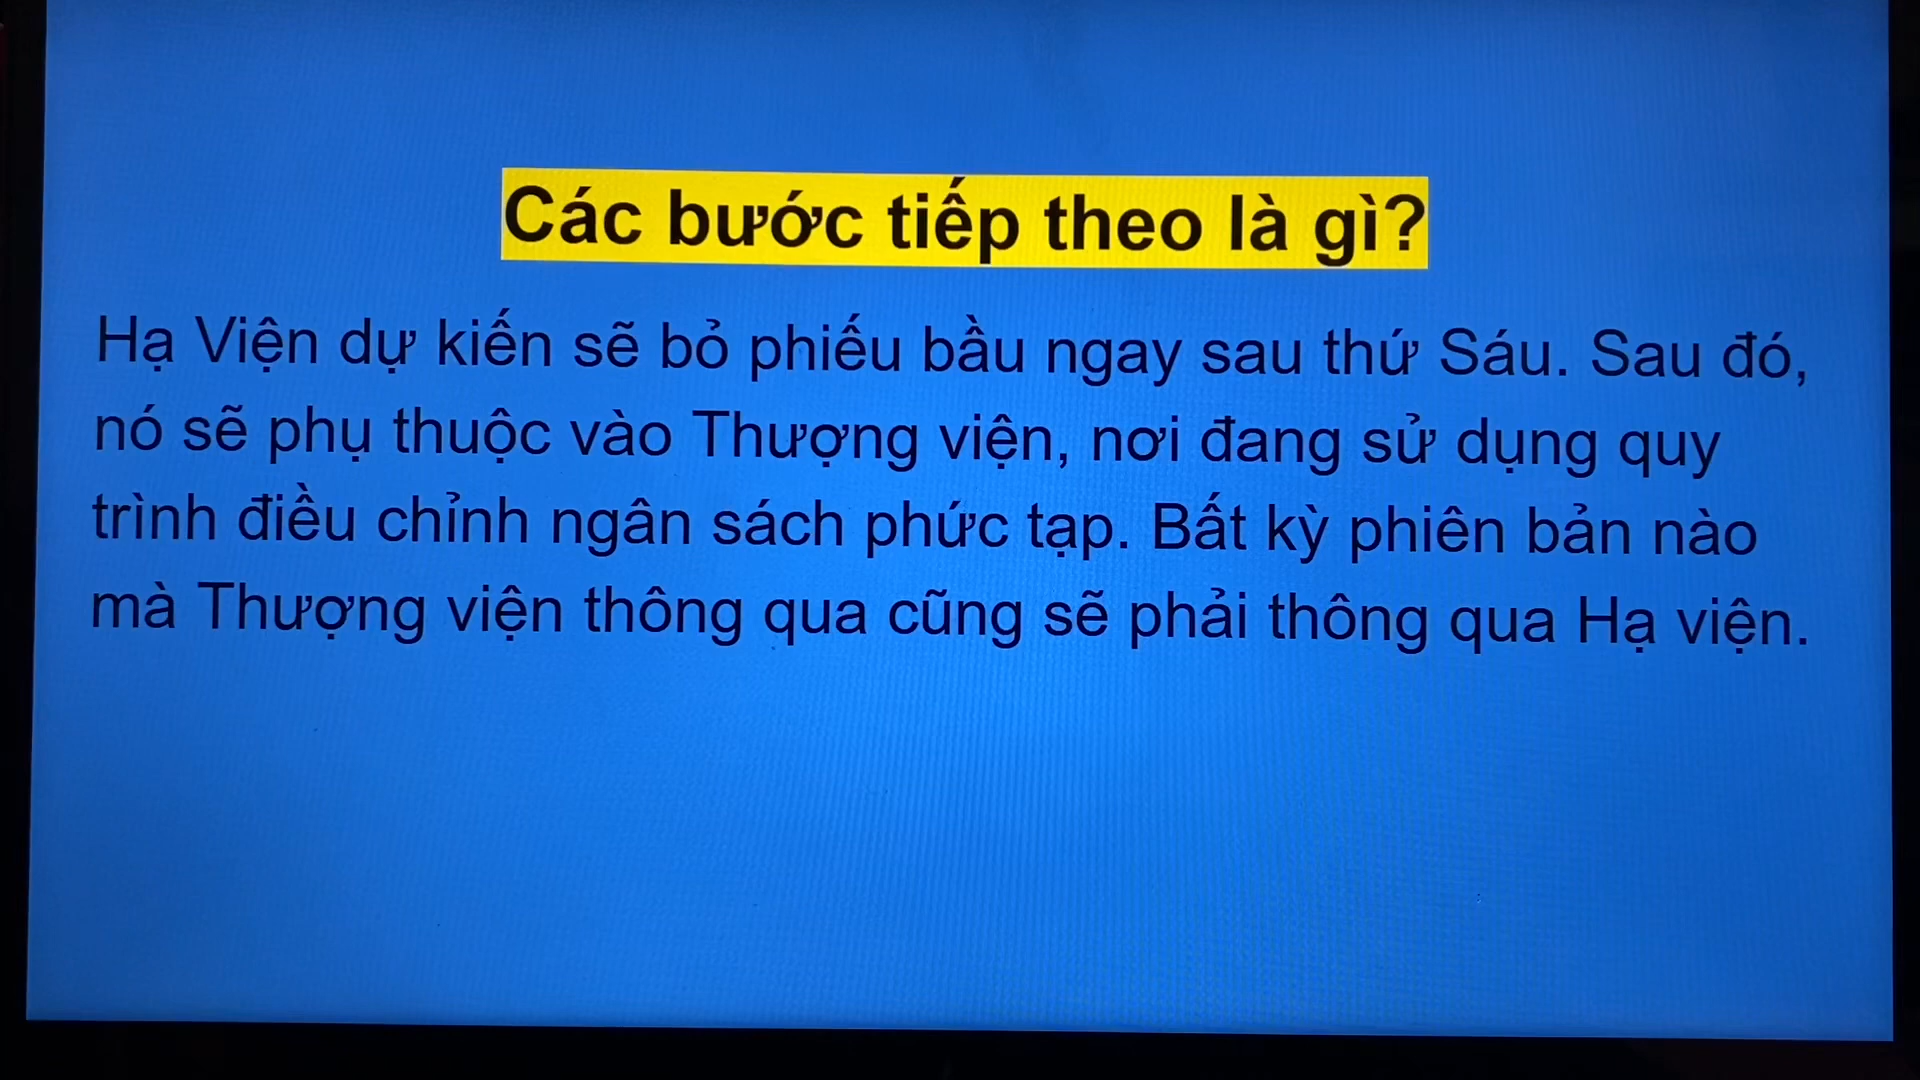 Các bước tiếp theo là gì?
Hạ Viện dự kiến sẽ bỏ phiếu bầu ngay sau thứ Sáu. Sau đó,
nó sẽ phụ thuộc vào Thượng viện, nơi đang sử dụng quy
trình điều chỉnh ngân sách phức tạp. Bất kỳ phiên bản nào
mà Thượng viện thông qua cũng sẽ phải thông qua Hạ viện.